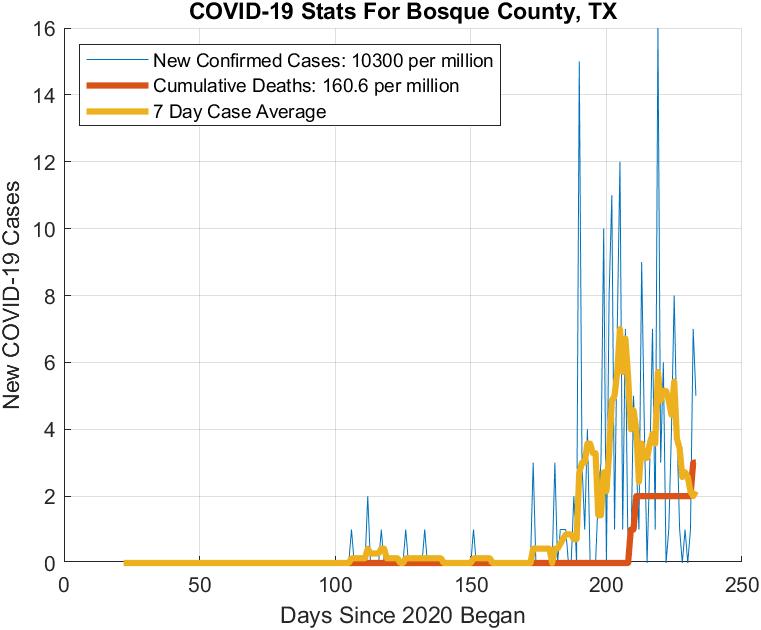 COVID-19 Stats For Bosque County, TX
New Confirmed Cases: 10300 per million
Cumulative Deaths: 160.6 per million
7 Day Case Average
New COVID-19 Cases
16
14
12
10
8
6
4
2
0
0 50 100 150 200 250
Days Since 2020 Began